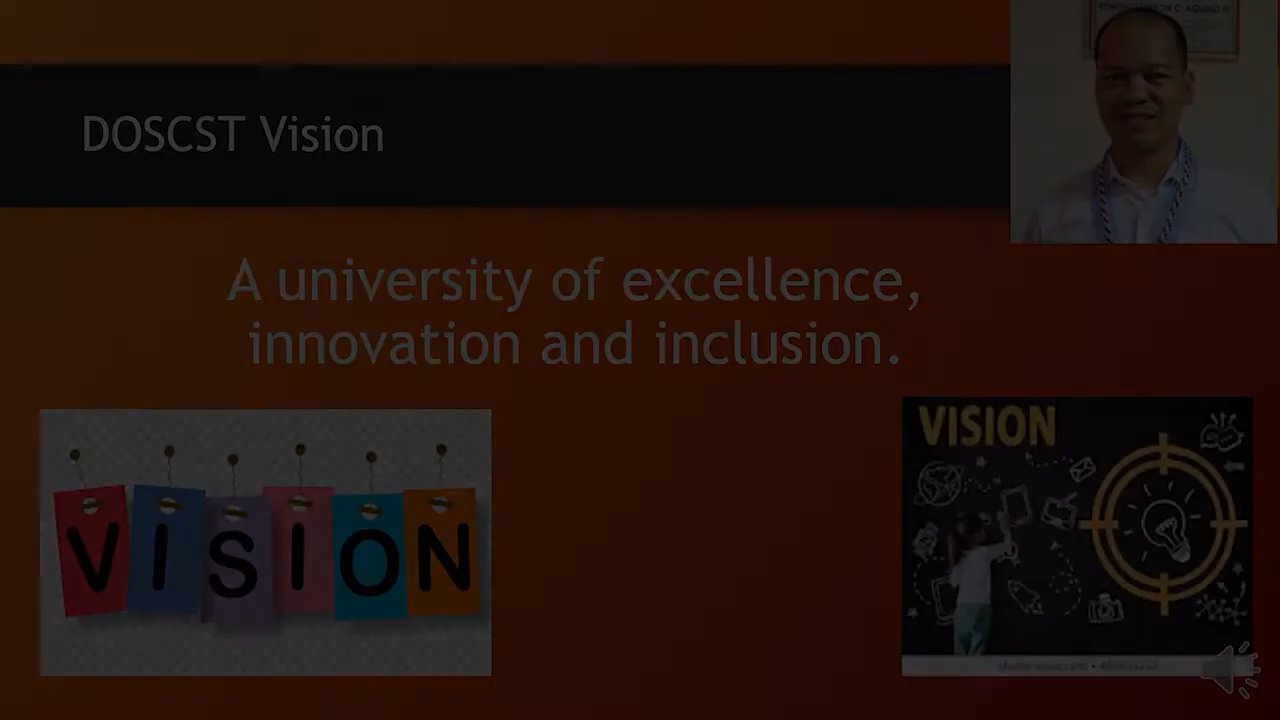 DOSCST Vision
A university of excellence,
innovation and inclusion.
VISION
VISION